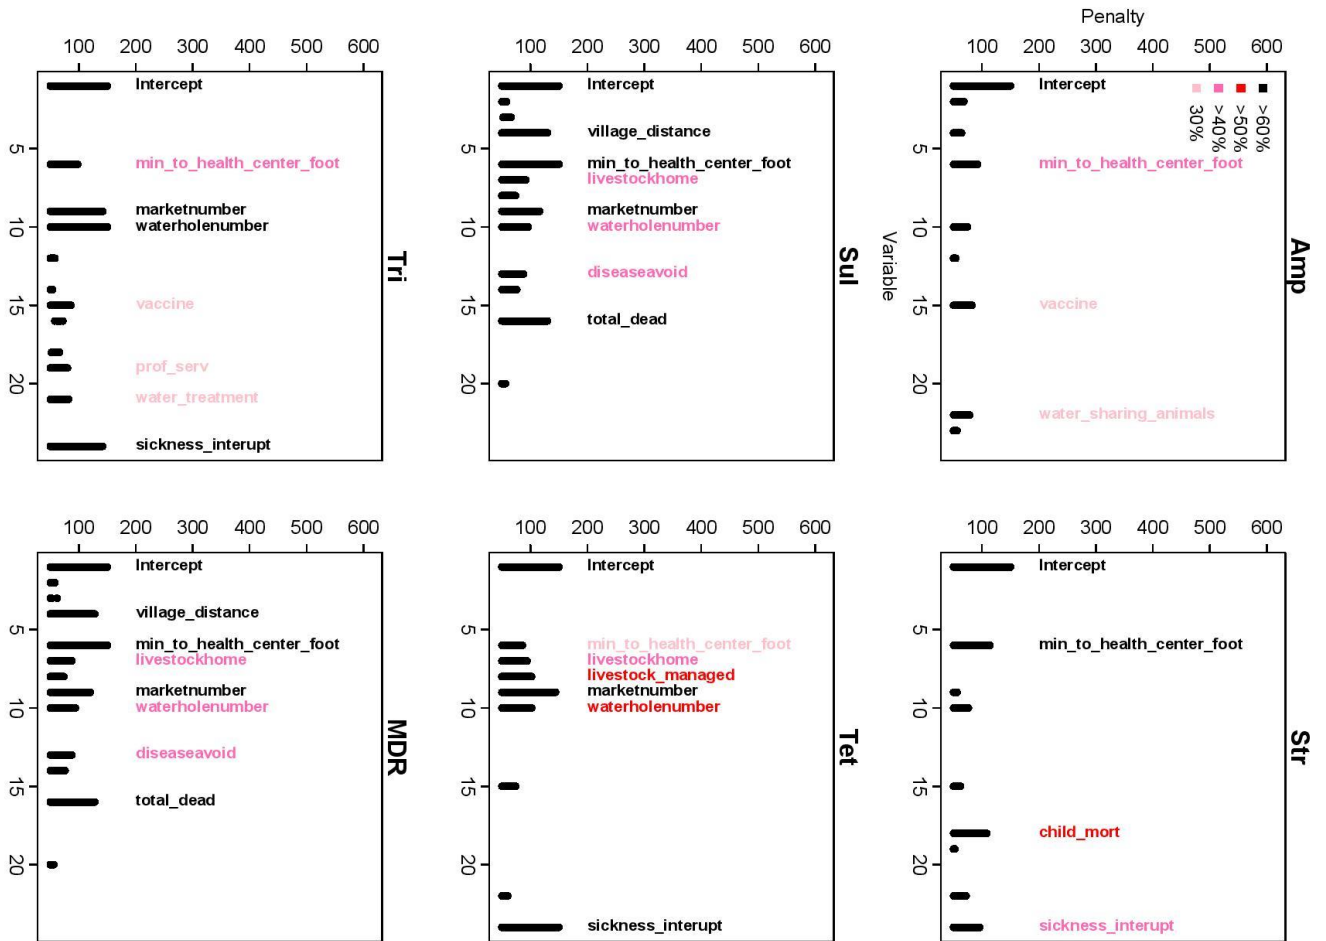 Penalty
100 200 300 400 500 600
100 200 300 400 500 600
100 200 300 400 500 600
Intercept
min_to_health_center_foot
marketnumber
waterholenumber
vaccine
prof_serv
water_treatment
sickness_interupt
5
10
15
20
Tri
Intercept
village_distance
min_to_health_center_foot
livestockhome
marketnumber
waterholenumber
diseaseavoid
total_dead
5
10
15
20
Sul
Intercept
min_to_health_center_foot
vaccine
water_sharing_animals
30%
>40%
>50%
>60%
5
10
15
20
Variable
Amp
100 200 300 400 500 600
100 200 300 400 500 600
100 200 300 400 500 600
Intercept
village_distance
min_to_health_center_foot
livestockhome
marketnumber
waterholenumber
diseaseavoid
total_dead
5
10
15
20
MDR
Intercept
min_to_health_center_foot
livestockhome
livestock_managed
marketnumber
waterholenumber
sickness_interupt
5
10
15
20
Tet
Intercept
min_to_health_center_foot
child_mort
sickness_interupt
5
10
15
20
Str